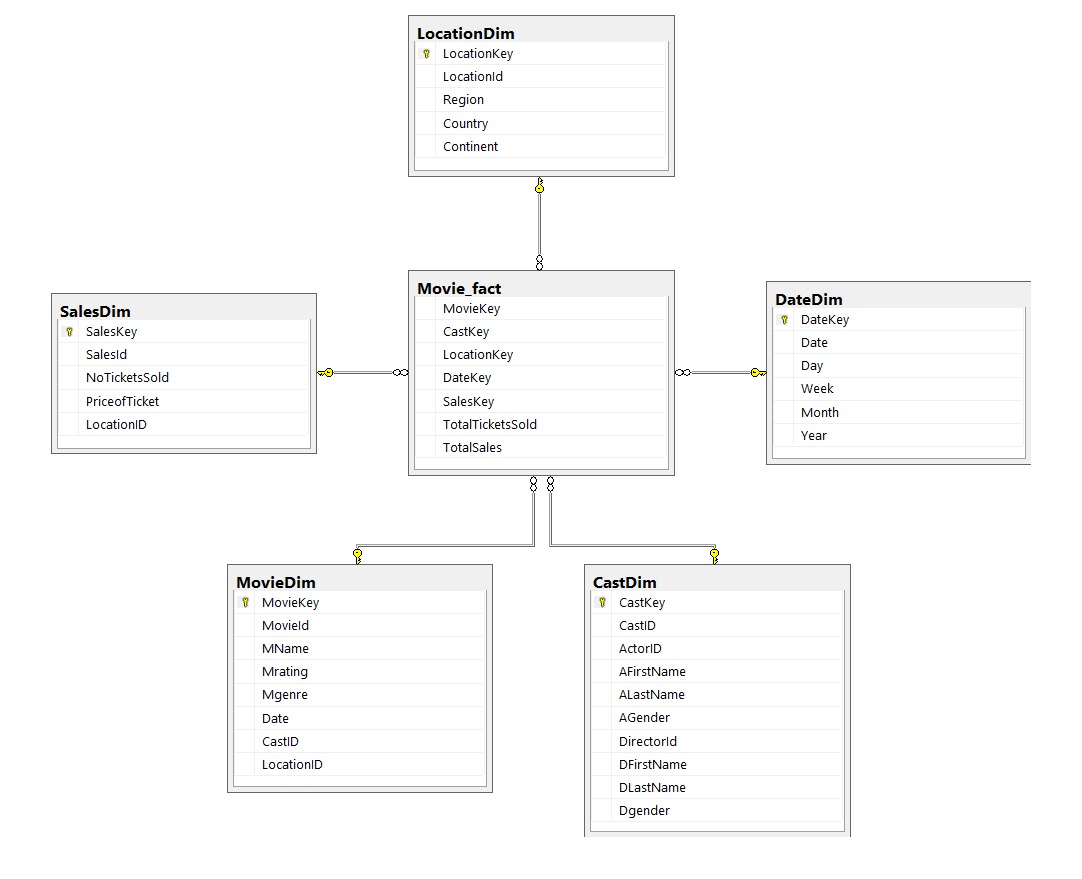 LocationDim
LocationKey
LocationId
Region
Country
Continent
SalesDim
SalesKey
SalesId
NoTicketsSold
PriceofTicket
LocationID
Movie_fact
MovieKey
CastKey
LocationKey
DateKey
SalesKey
TotalTicketsSold
TotalSales
DateDim
DateKey
Date
Day
Week
Month
Year
MovieDim
MovieKey
MovieId
MName
Mrating
Mgenre
Date
CastID
LocationID
CastDim
CastKey
CastID
ActorID
AFirstName
ALastName
AGender
DirectorId
DFirstName
DLastName
Dgender